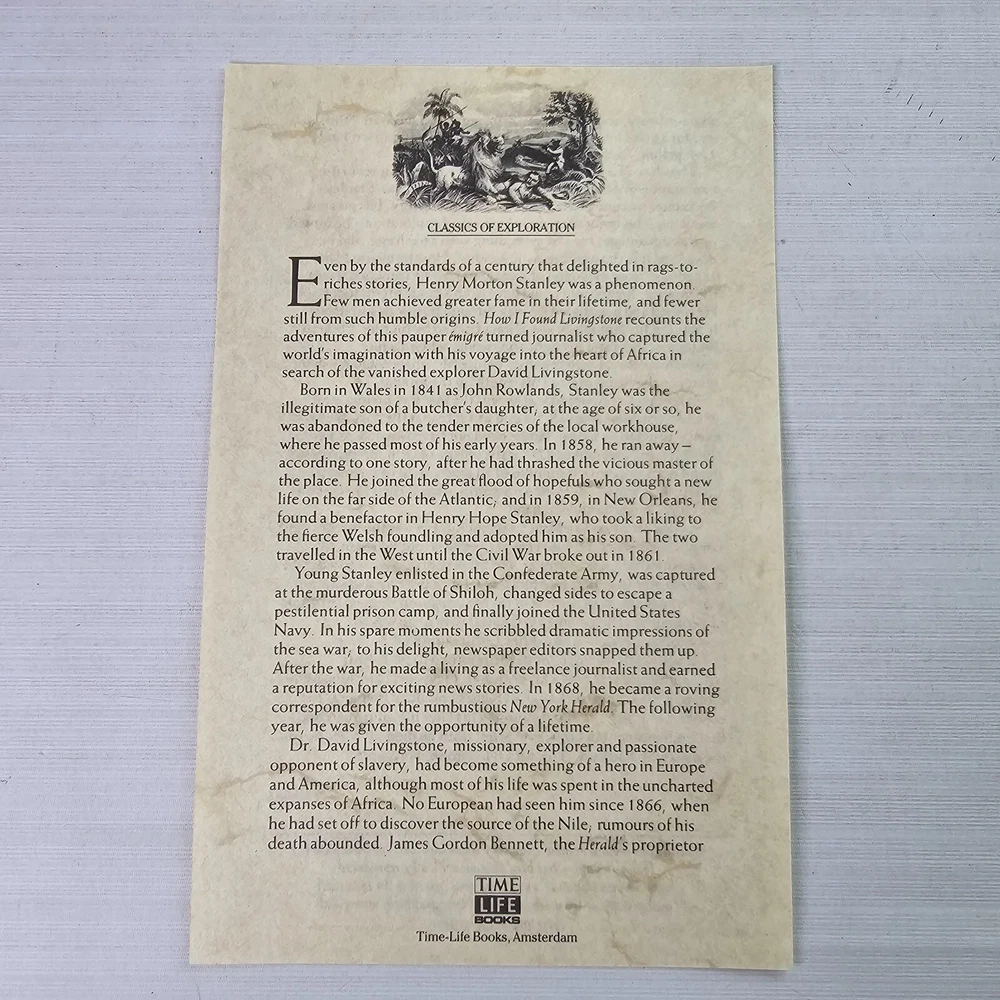 CLASSICS OF EXPLORATION
Even by the standards of a century that delighted in rags-to-
riches stories, Henry Morton Stanley was a phenomenon.
Few men achieved greater fame in their lifetime, and fewer
still from such humble origins. How I Found Livingstone recounts the
adventures of this pauper émigré turned journalist who captured the
world's imagination with his voyage into the heart of Africa in
search of the vanished explorer David Livingstone.
Born in Wales in 1841 as John Rowlands, Stanley was the
illegitimate son of a butcher's daughter; at the age of six or so, he
was abandoned to the tender mercies of the local workhouse,
where he passed most of his early years. In 1858, he ran away –
according to one story, after he had thrashed the vicious master of
the place. He joined the great flood of hopefuls who sought a new
life on the far side of the Atlantic; and in 1859, in New Orleans, he
found a benefactor in Henry Hope Stanley, who took a liking to
the fierce Welsh foundling and adopted him as his son. The two
travelled in the West until the Civil War broke out in 1861.
Young Stanley enlisted in the Confederate Army, was captured
at the murderous Battle of Shiloh, changed sides to escape a
pestilential prison camp, and finally joined the United States
Navy. In his spare moments he scribbled dramatic impressions of
the sea war; to his delight, newspaper editors snapped them up.
After the war, he made a living as a freelance journalist and earned
a reputation for exciting news stories. In 1868, he became a roving
correspondent for the rumbustious New York Herald. The following
year, he was given the opportunity of a lifetime.
Dr. David Livingstone, missionary, explorer and passionate
opponent of slavery, had become something of a hero in Europe
and America, although most of his life was spent in the uncharted
expanses of Africa. No European had seen him since 1866, when
he had set off to discover the source of the Nile; rumours of his
death abounded. James Gordon Bennett, the Herald's proprietor
TIME
LIFE
BOOKS
Time-Life Books, Amsterdam